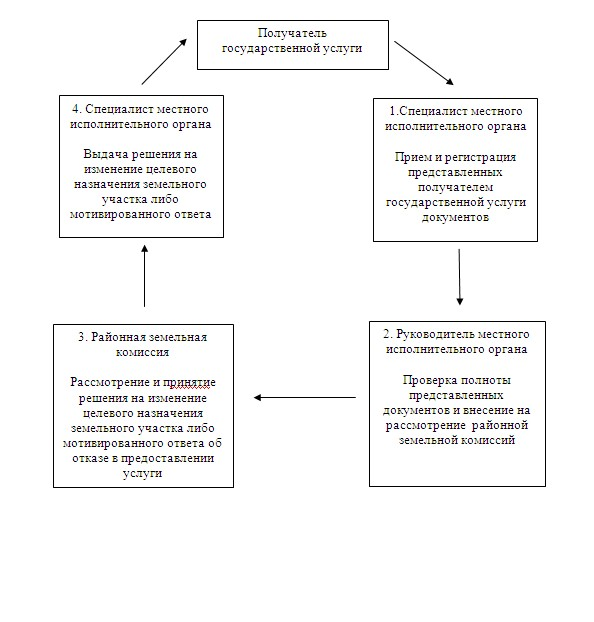 Получатель
государственной услуги
1.Специалист местного
исполнительного органа
Прием и регистрация
представленных
получателем
государственной услуги
документов
2. Руководитель местного
исполнительного органа
Проверка полноты
представленных
документов и внесение на
рассмотрение районной
земельной комиссий
3. Районная земельная
комиссия
Рассмотрение и принятие
решения на изменение
целевого назначения
земельного участка либо
мотивированного ответа об
отказе в предоставлении
услуги
4. Специалист местного
исполнительного органа
Выдача решения на
изменение целевого
назначения земельного
участка либо
мотивированного ответа